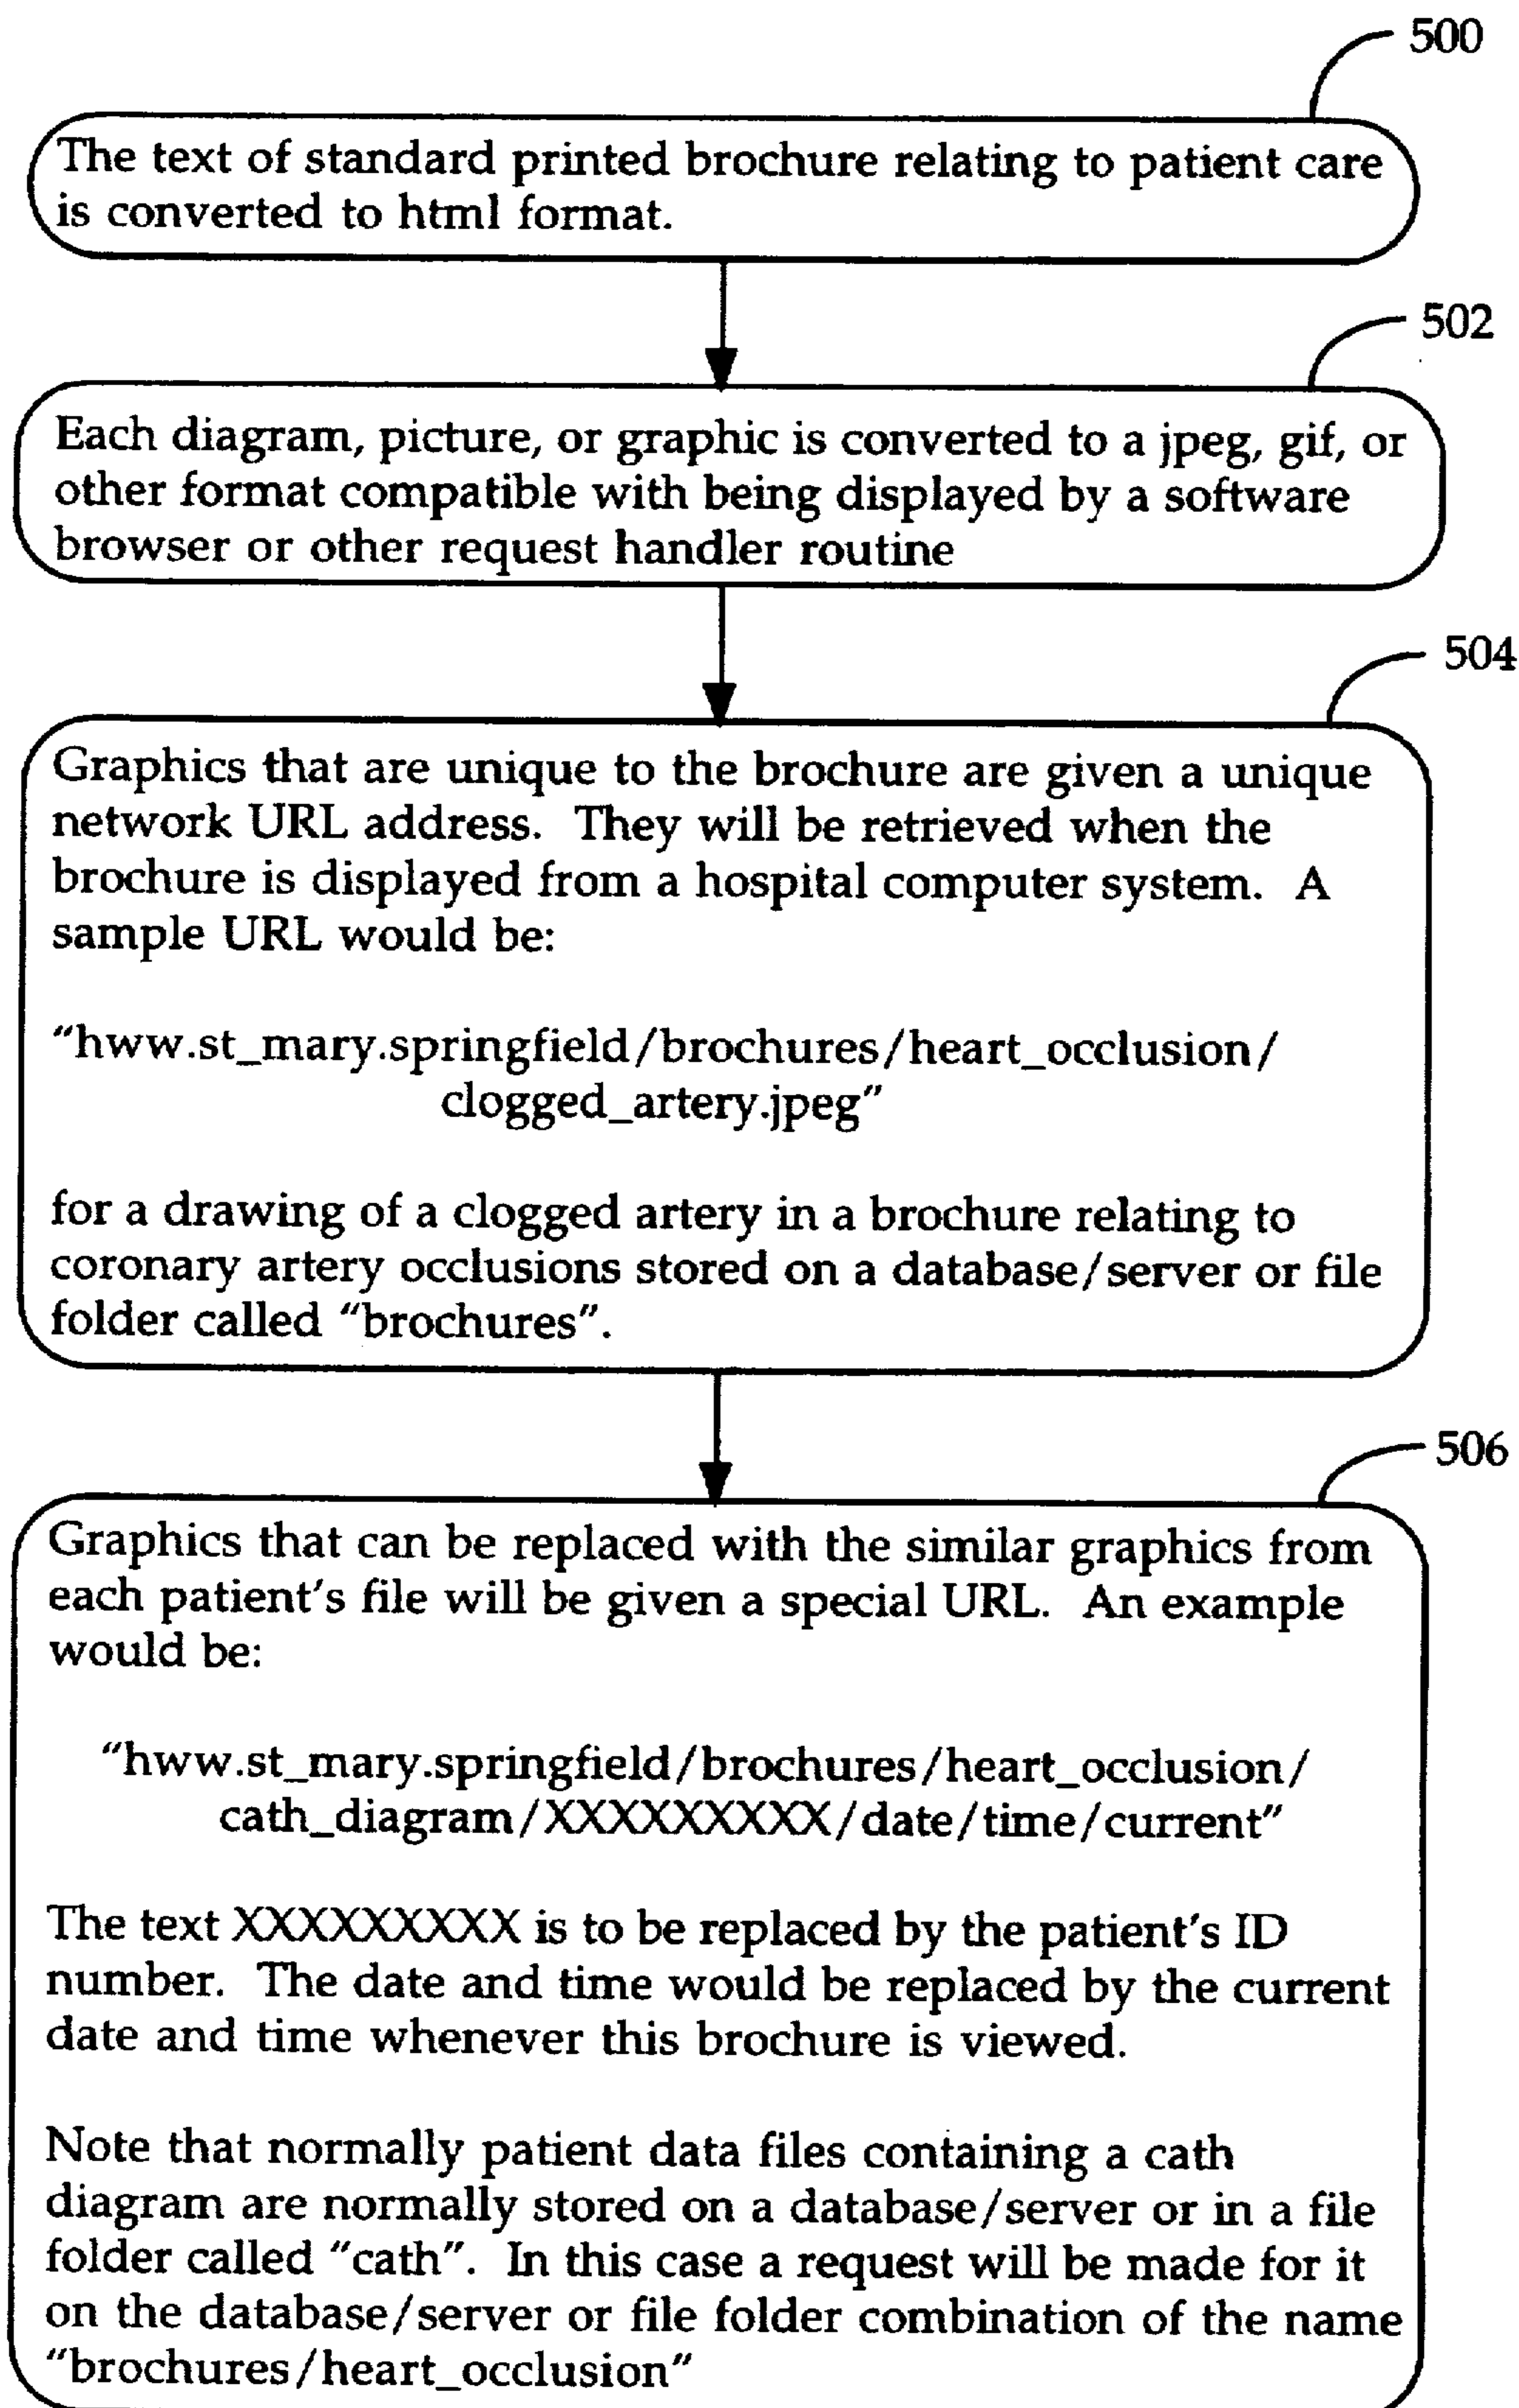 500
The text of standard printed brochure relating to patient care
is converted to html format.
502
Each diagram, picture, or graphic is converted to a jpeg, gif, or
other format compatible with being displayed by a software
browser or other request handler routine
504
Graphics that are unique to the brochure are given a unique
network URL address.  They will be retrieved when the
brochure is displayed from a hospital computer system.  A
sample URL would be:
“hww.st_mary.springfield/brochures/heart_occlusion/
clogged_artery.jpeg”
for a drawing of a clogged artery in a brochure relating to
coronary artery occlusions stored on a database/server or file
folder called “brochures”.
506
Graphics that can be replaced with the similar graphics from
each patient's file will be given a special URL.  An example
would be:
“hww.st_mary.springfield/brochures/heart_occlusion/
cath_diagram/XXXXXXXXX/date/time/current”
The text XXXXXXXXX is to be replaced by the patient's ID
number.  The date and time would be replaced by the current
date and time whenever this brochure is viewed.
Note that normally patient data files containing a cath
diagram are normally stored on a database/server or in a file
folder called “cath”.  In this case a request will be made for it
on the database/server or file folder combination of the name
“brochures/heart_occlusion”